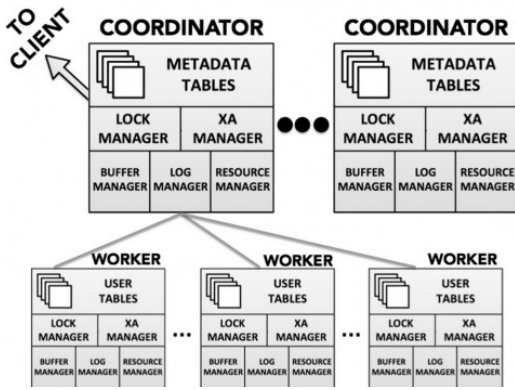 TO
CLIENT
COORDINATOR
METADATA
TABLES
LOCK
MANAGER
XA
MANAGER
BUFFER
MANAGER
LOG
MANAGER
RESOURCE
MANAGER
COORDINATOR
METADATA
TABLES
LOCK
MANAGER
XA
MANAGER
BUFFER
MANAGER
LOG
MANAGER
RESOURCE
MANAGER
WORKER
USER
TABLES
LOCK
MANAGER
XA
MANAGER
BUFFER
MANAGER
LOG
MANAGER
RESOURCE
MANAGER
...
WORKER
USER
TABLES
LOCK
MANAGER
XA
MANAGER
BUFFER
MANAGER
LOG
MANAGER
RESOURCE
MANAGER
...
WORKER
USER
TABLES
LOCK
MANAGER
XA
MANAGER
BUFFER
MANAGER
LOG
MANAGER
RESOURCE
MANAGER